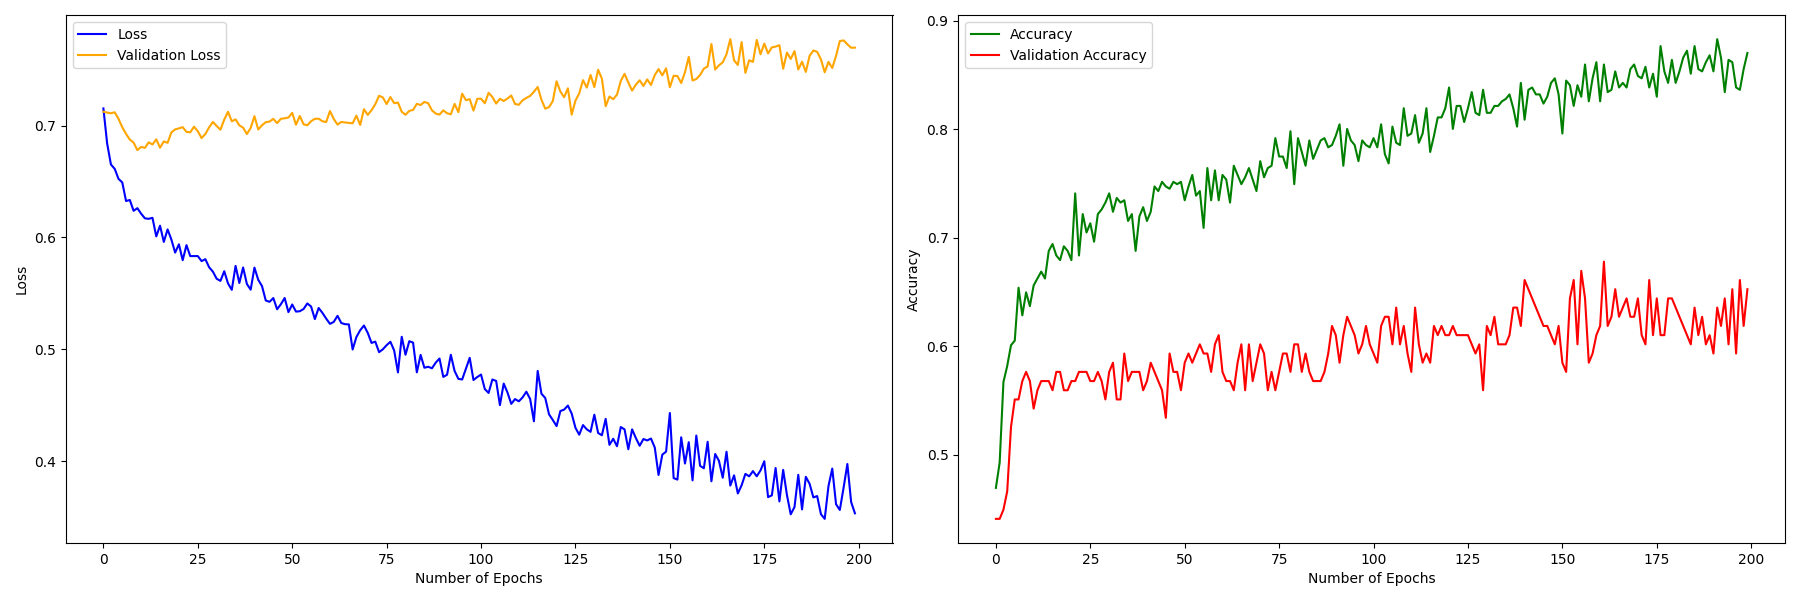 Loss
Validation Loss
0.7
0.6
0.5
0.4
Loss
0 25 50 75 100 125 150 175 200
Number of Epochs
Accuracy
Validation Accuracy
0.9
0.8
0.7
0.6
0.5
Accuracy
0 25 50 75 100 125 150 175 200
Number of Epochs